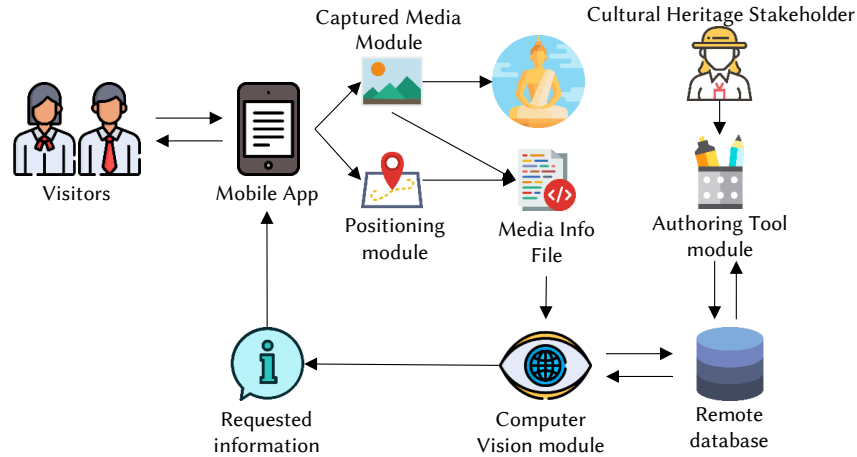 Captured Media
Module
Cultural Heritage Stakeholder
Visitors
Mobile App
Positioning
module
Media Info
File
Authoring Tool
module
Requested
information
Computer
Vision module
Remote
database